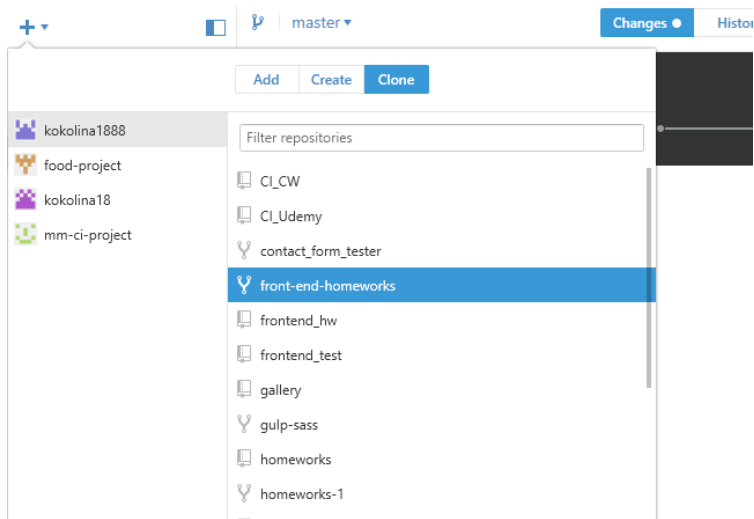 master
Changes
Histor
Add
Create
Clone
kokolina1888
food-project
kokolina18
mm-ci-project
Filter repositories
CI_CW
CI_Udemy
contact_form_tester
front-end-homeworks
frontend_hw
frontend_test
gallery
gulp-sass
homeworks
homeworks-1